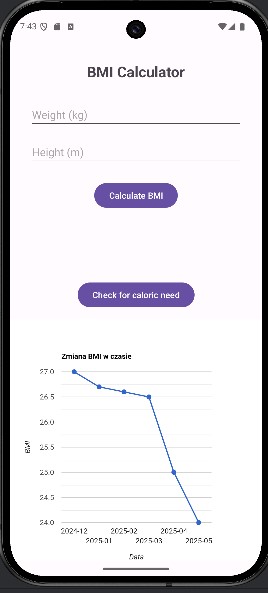 7:43
BMI Calculator
Weight (kg)
Height (m)
Calculate BMI
Check for caloric need
Zmiana BMI w czasie
27.0
26.5
26.0
25.5
25.0
24.5
24.0
BMI
2024-12 2025-02 2025-04
2025-01 2025-03 2025-05
Data